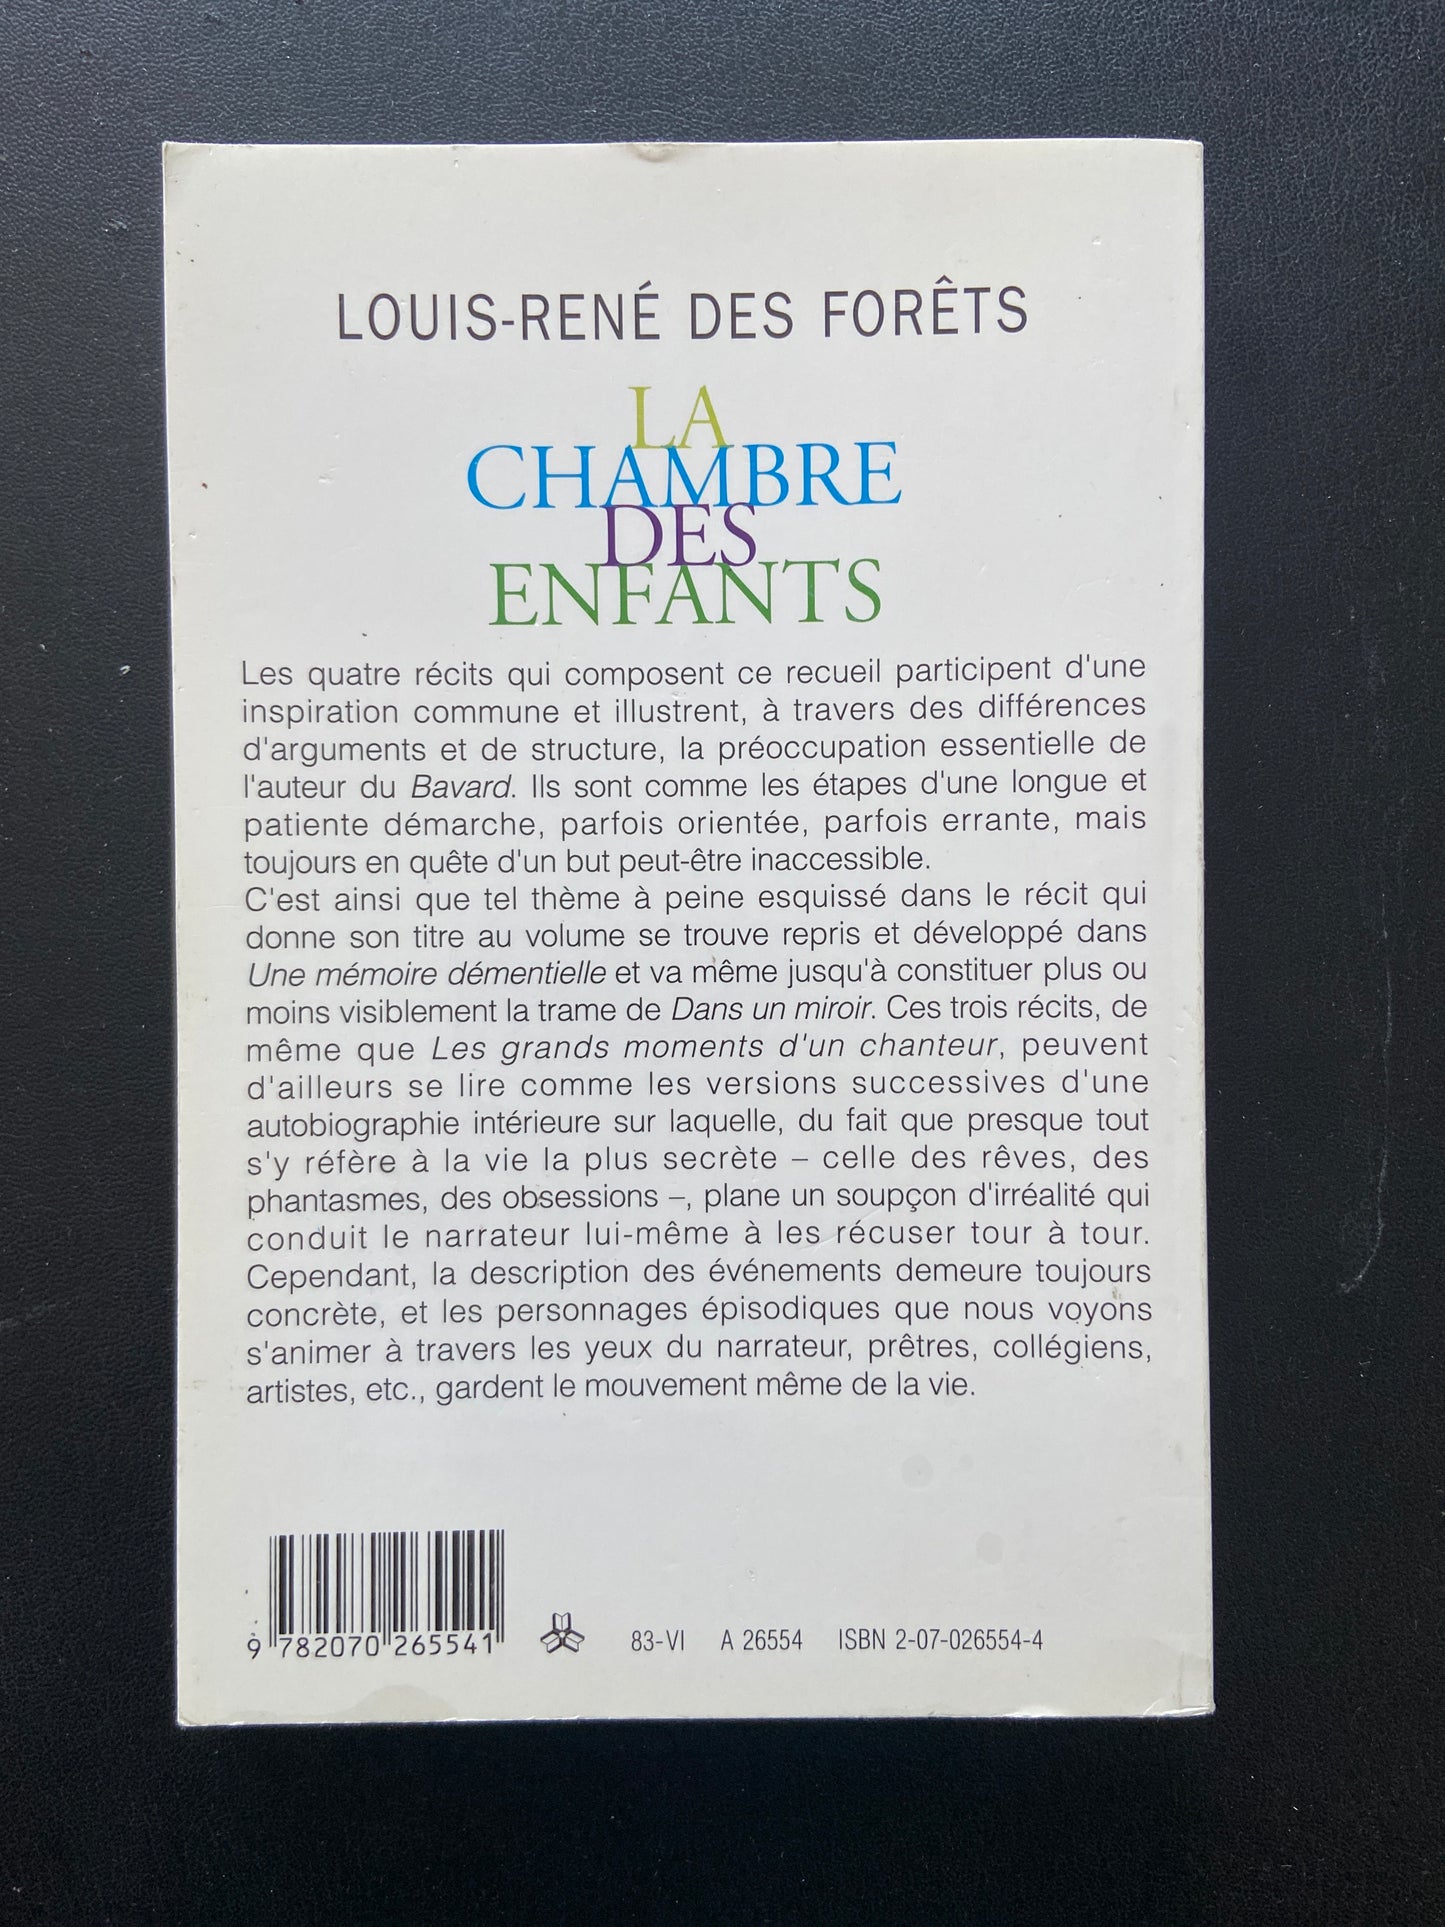 LOUIS-RENÉ DES FORÊTS
LA
CHAMBRE
DES
ENFANTS
Les quatre récits qui composent ce recueil participent d'une
inspiration commune et illustrent, à travers des différences
d'arguments et de structure, la préoccupation essentielle de
l'auteur du Bavard. Ils sont comme les étapes d'une longue et
patiente démarche, parfois orientée, parfois errante, mais
toujours en quête d'un but peut-être inaccessible.
C'est ainsi que tel thème à peine esquissé dans le récit qui
donne son titre au volume se trouve repris et développé dans
Une mémoire démentielle et va même jusqu'à constituer plus ou
moins visiblement la trame de Dans un miroir. Ces trois récits, de
même que Les grands moments d'un chanteur, peuvent
d'ailleurs se lire comme les versions successives d'une
autobiographie intérieure sur laquelle, du fait que presque tout
s'y réfère à la vie la plus secrète – celle des rêves, des
phantasmes, des obsessions –, plane un soupçon d'irréalité qui
conduit le narrateur lui-même à les récuser tour à tour.
Cependant, la description des événements demeure toujours
concrète, et les personnages épisodiques que nous voyons
s'animer à travers les yeux du narrateur, prêtres, collégiens,
artistes, etc., gardent le mouvement même de la vie.
9 782070 265541
83-VI A 26554 ISBN 2-07-026554-4